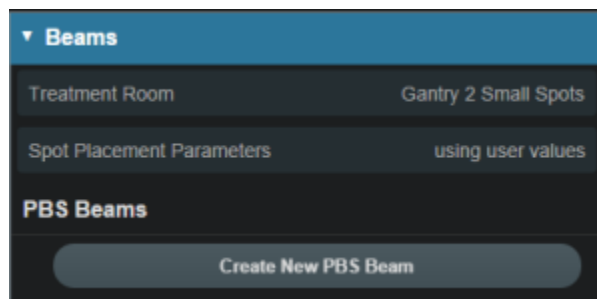 Beams
Treatment Room Gantry 2 Small Spots
Spot Placement Parameters using user values
PBS Beams
Create New PBS Beam